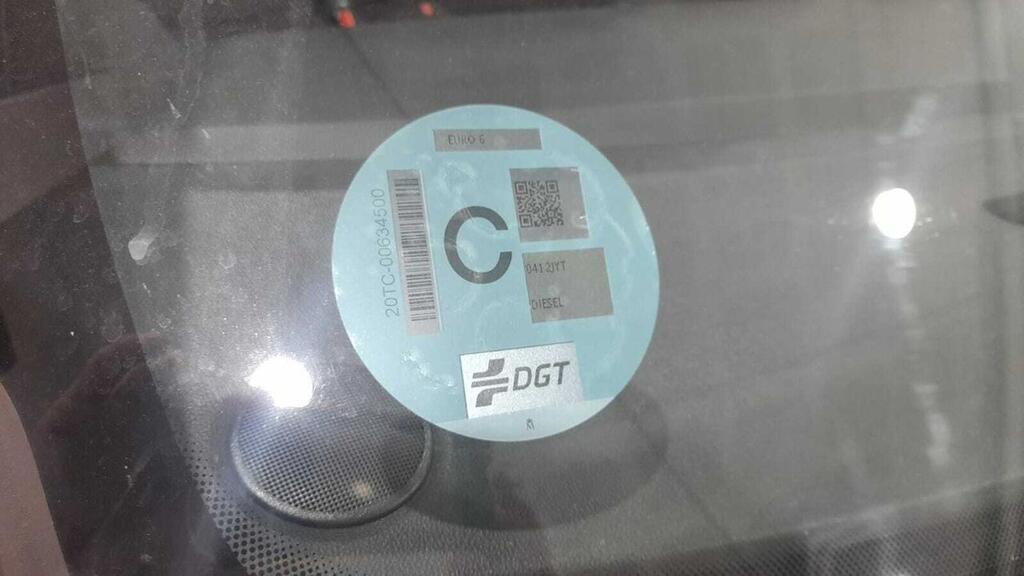 EURO 6
20TC-00634500
C
0412JYT
DIESEL
DGT